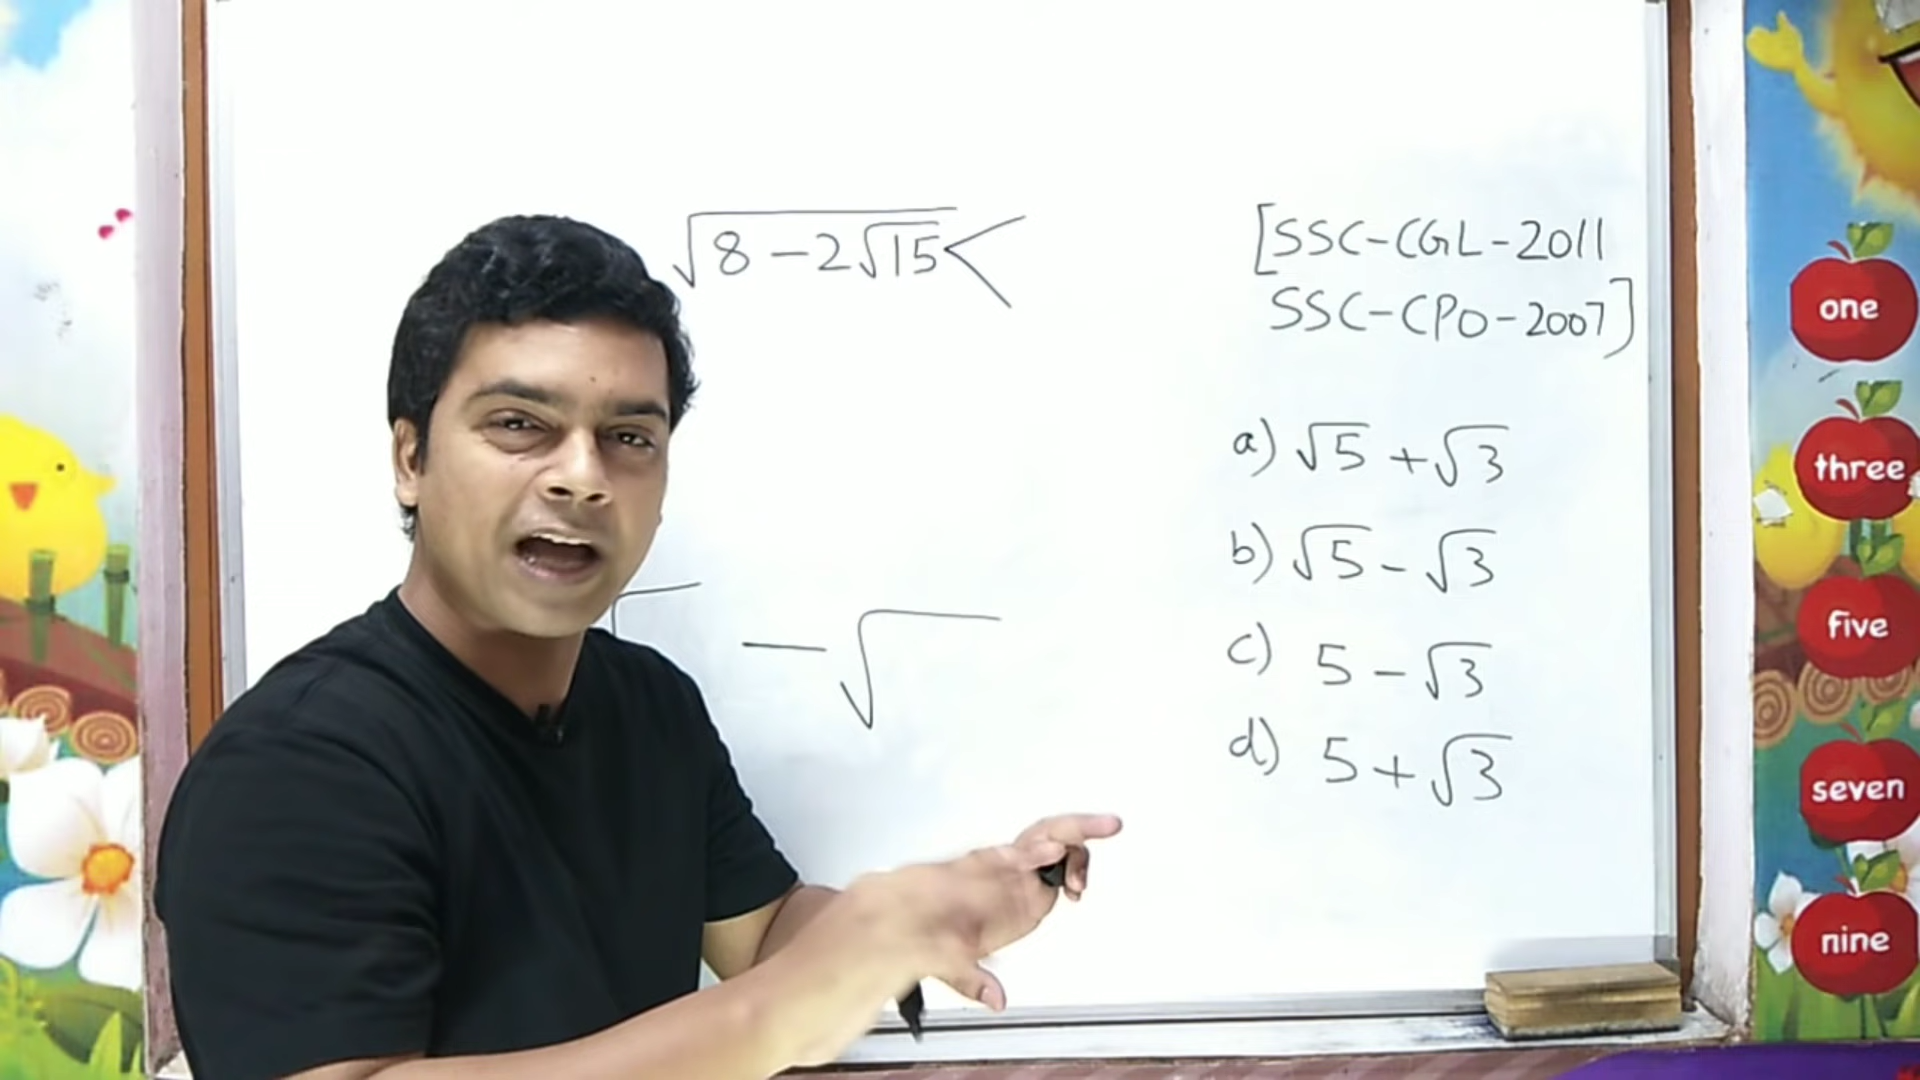 √8-2√15<
[SSC-CGL-2011
SSC-CPO-2007]
a) √5 +√3
b) √5 - √3
c) 5 - √3
d) 5+√3
-√
one
three
five
seven
nine